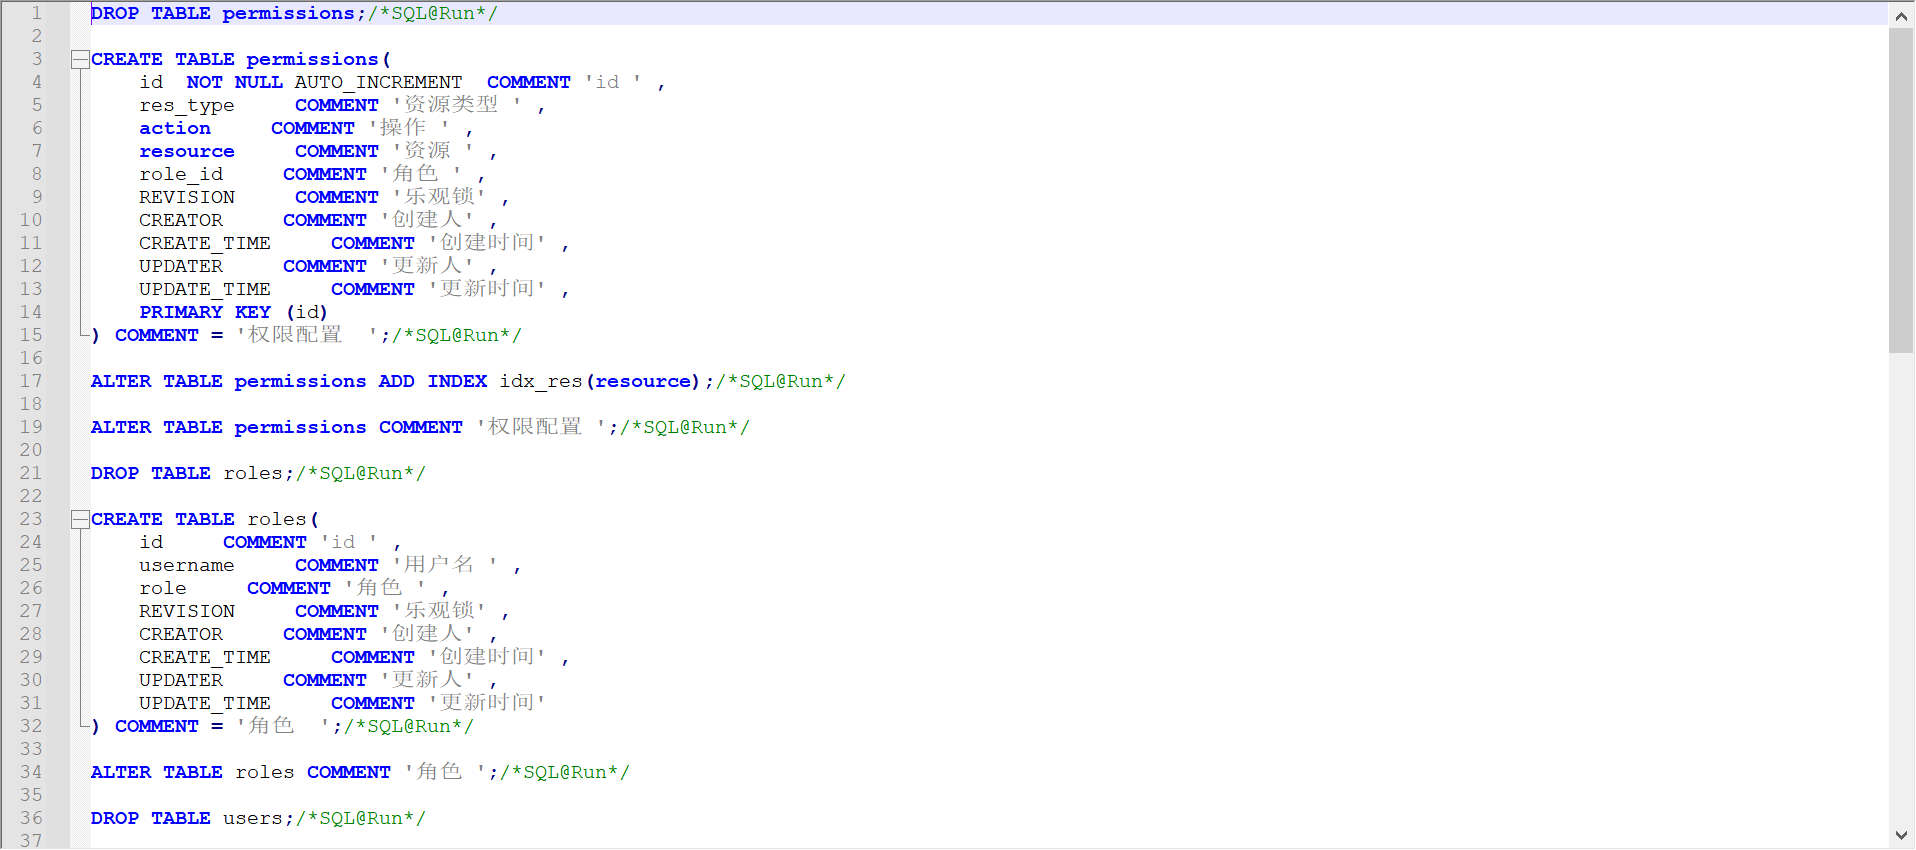 1 DROP TABLE permissions;/*SQL@Run*/
2
3 CREATE TABLE permissions(
4     id  NOT NULL AUTO_INCREMENT  COMMENT 'id ' ,
5     res_type     COMMENT '资源类型 ' ,
6     action     COMMENT '操作 ' ,
7     resource     COMMENT '资源 ' ,
8     role_id     COMMENT '角色 ' ,
9     REVISION     COMMENT '乐观锁' ,
10     CREATOR     COMMENT '创建人' ,
11     CREATE_TIME     COMMENT '创建时间' ,
12     UPDATER     COMMENT '更新人' ,
13     UPDATE_TIME     COMMENT '更新时间' ,
14     PRIMARY KEY (id)
15 ) COMMENT = '权限配置  ';/*SQL@Run*/
16
17 ALTER TABLE permissions ADD INDEX idx_res(resource);/*SQL@Run*/
18
19 ALTER TABLE permissions COMMENT '权限配置 ';/*SQL@Run*/
20
21 DROP TABLE roles;/*SQL@Run*/
22
23 CREATE TABLE roles(
24     id     COMMENT 'id ' ,
25     username     COMMENT '用户名 ' ,
26     role     COMMENT '角色 ' ,
27     REVISION     COMMENT '乐观锁' ,
28     CREATOR     COMMENT '创建人' ,
29     CREATE_TIME     COMMENT '创建时间' ,
30     UPDATER     COMMENT '更新人' ,
31     UPDATE_TIME     COMMENT '更新时间'
32 ) COMMENT = '角色  ';/*SQL@Run*/
33
34 ALTER TABLE roles COMMENT '角色 ';/*SQL@Run*/
35
36 DROP TABLE users;/*SQL@Run*/
37